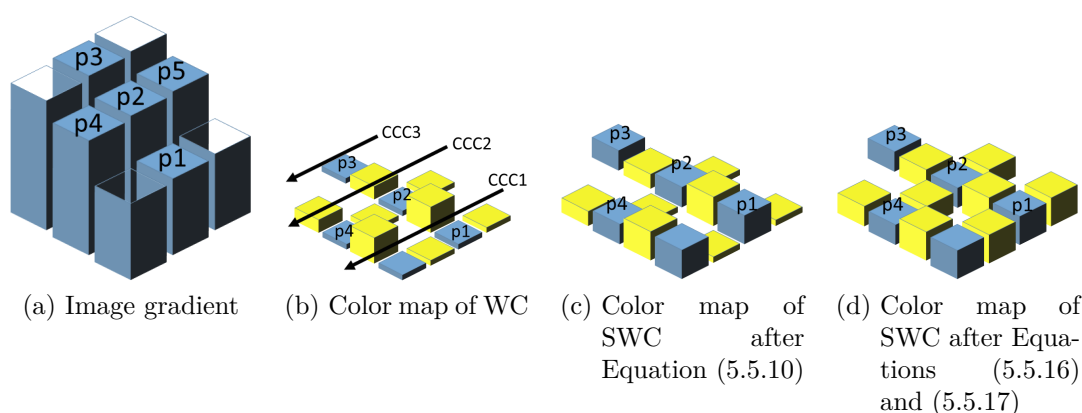 p3
p5
p2
p4
p1
(a) Image gradient
CCC3
CCC2
CCC1
p3
p2
p4
p1
(b) Color map of WC
p3
p2
p4
p1
(c) Color map of
SWC after
Equation (5.5.10)
p3
p2
p4
p1
(d) Color map of
SWC after Equa-
tions (5.5.16)
and (5.5.17)